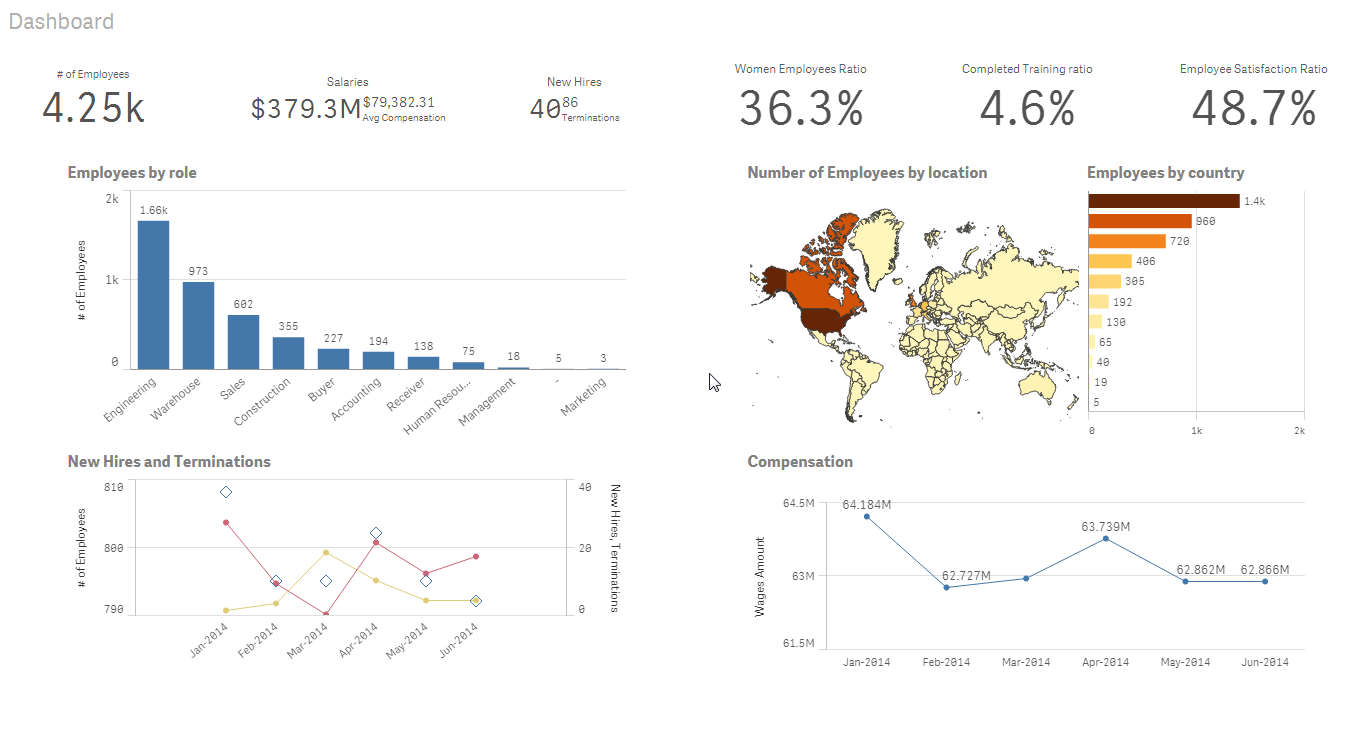 Dashboard
# of Employees
4.25k
Salaries
$379.3M
$79,382.31
Avg Compensation
New Hires
40
86
Terminations
Women Employees Ratio
36.3%
Completed Training ratio
4.6%
Employee Satisfaction Ratio
48.7%
Employees by role
# of Employees
2k
1k
0
1.66k
973
602
355
227
194
138
75
18
5
3
Engineering
Warehouse
Sales
Construction
Buyer
Accounting
Receiver
Human Resou...
Management
-
Marketing
Number of Employees by location
Employees by country
1.4k
960
720
406
305
192
130
65
40
19
5
0
1k
2k
New Hires and Terminations
# of Employees
810
800
790
40
20
0
New Hires, Terminations
Jan-2014
Feb-2014
Mar-2014
Apr-2014
May-2014
Jun-2014
Compensation
Wages Amount
64.5M
63M
61.5M
64.184M
62.727M
63.739M
62.862M
62.866M
Jan-2014
Feb-2014
Mar-2014
Apr-2014
May-2014
Jun-2014